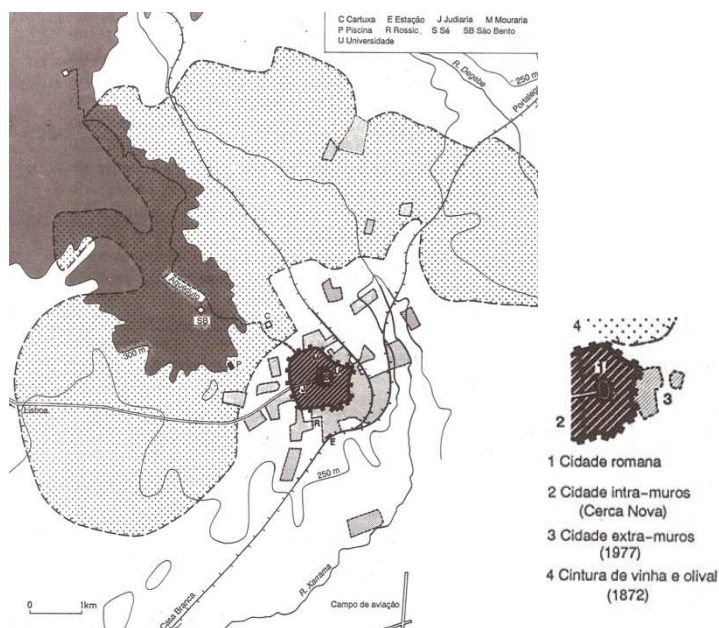 C Cartuxa E Estação J Judiaria M Mouraria
P Piscina R Rossic, S Sé SB São Bento
U Universidade
R. Degebe
250 m
Portalegr
Aqueduto
C
SB
300 m
P
Lisboa
J
R
E
250 m
R. Xarrama
Casa Branca
0 1km
Campo de aviação
4
1
2
3
1 Cidade romana
2 Cidade intra-muros
(Cerca Nova)
3 Cidade extra-muros
(1977)
4 Cintura de vinha e olival
(1872)